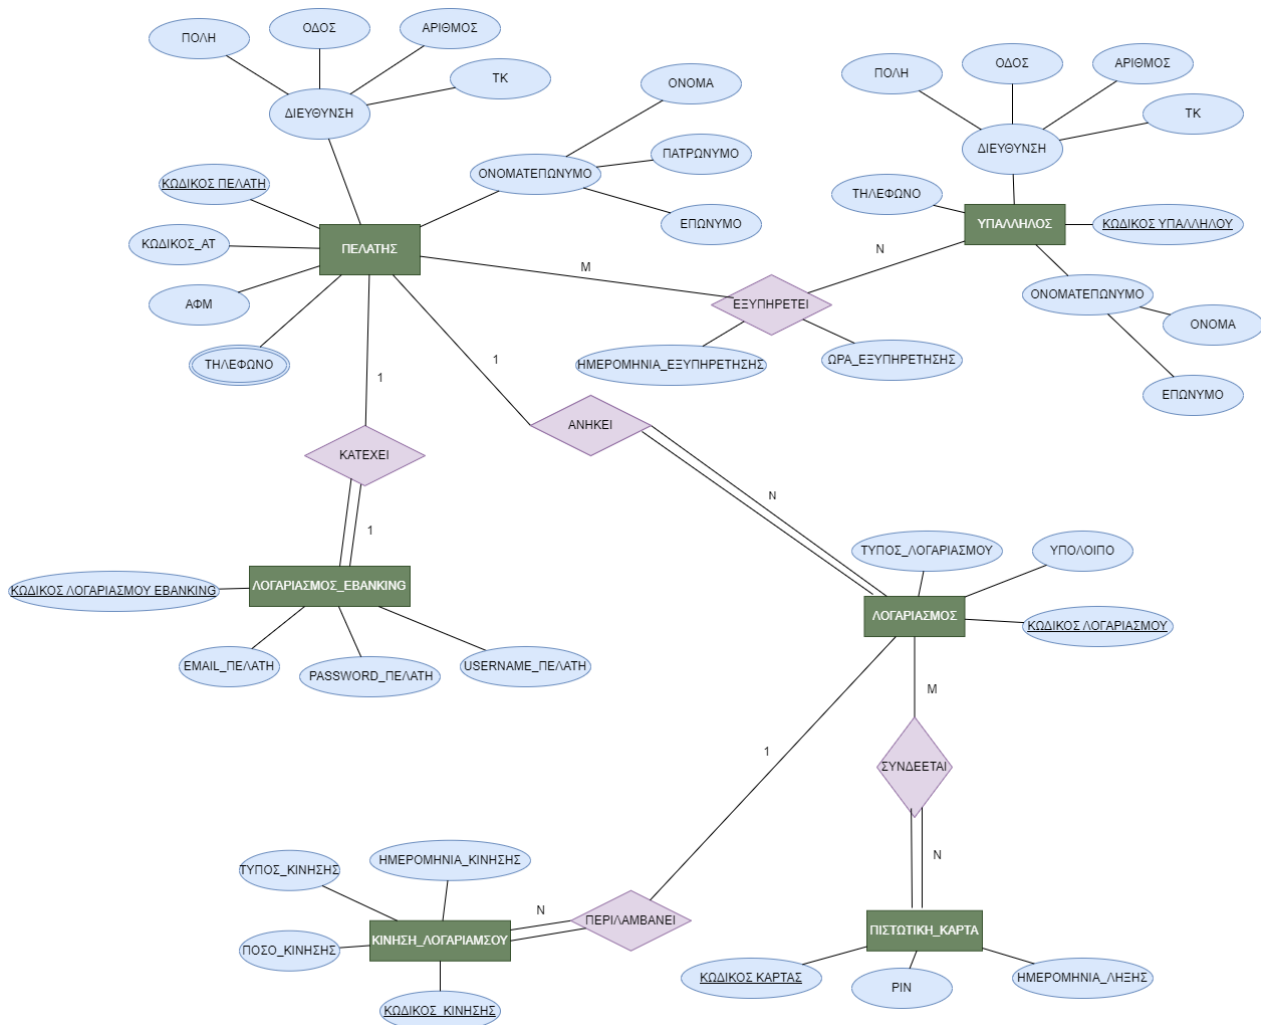 ΠΟΛΗ
ΟΔΟΣ
ΑΡΙΘΜΟΣ
ΤΚ
ΔΙΕΥΘΥΝΣΗ
ΟΝΟΜΑ
ΠΑΤΡΩΝΥΜΟ
ΕΠΩΝΥΜΟ
ΟΝΟΜΑΤΕΠΩΝΥΜΟ
ΚΩΔΙΚΟΣ ΠΕΛΑΤΗ
ΚΩΔΙΚΟΣ_ΑΤ
ΑΦΜ
ΤΗΛΕΦΩΝΟ
ΠΕΛΑΤΗΣ
ΠΟΛΗ
ΟΔΟΣ
ΑΡΙΘΜΟΣ
ΤΚ
ΔΙΕΥΘΥΝΣΗ
ΤΗΛΕΦΩΝΟ
ΥΠΑΛΛΗΛΟΣ
ΚΩΔΙΚΟΣ ΥΠΑΛΛΗΛΟΥ
ΟΝΟΜΑΤΕΠΩΝΥΜΟ
ΟΝΟΜΑ
ΕΠΩΝΥΜΟ
M
N
ΕΞΥΠΗΡΕΤΕΙ
ΗΜΕΡΟΜΗΝΙΑ_ΕΞΥΠΗΡΕΤΗΣΗΣ
ΩΡΑ_ΕΞΥΠΗΡΕΤΗΣΗΣ
1
1
ΑΝΗΚΕΙ
ΚΑΤΕΧΕΙ
N
1
ΛΟΓΑΡΙΑΣΜΟΣ_EBANKING
ΚΩΔΙΚΟΣ ΛΟΓΑΡΙΑΣΜΟΥ EBANKING
EMAIL_ΠΕΛΑΤΗ
PASSWORD_ΠΕΛΑΤΗ
USERNAME_ΠΕΛΑΤΗ
ΤΥΠΟΣ_ΛΟΓΑΡΙΑΣΜΟΥ
ΥΠΟΛΟΙΠΟ
ΛΟΓΑΡΙΑΣΜΟΣ
ΚΩΔΙΚΟΣ ΛΟΓΑΡΙΑΣΜΟΥ
M
1
ΣΥΝΔΕΕΤΑΙ
N
ΤΥΠΟΣ_ΚΙΝΗΣΗΣ
ΗΜΕΡΟΜΗΝΙΑ_ΚΙΝΗΣΗΣ
N
ΠΕΡΙΛΑΜΒΑΝΕΙ
ΚΙΝΗΣΗ_ΛΟΓΑΡΙΑΜΣΟΥ
ΠΟΣΟ_ΚΙΝΗΣΗΣ
ΚΩΔΙΚΟΣ_ΚΙΝΗΣΗΣ
ΠΙΣΤΩΤΙΚΗ_ΚΑΡΤΑ
ΚΩΔΙΚΟΣ ΚΑΡΤΑΣ
PIN
ΗΜΕΡΟΜΗΝΙΑ_ΛΗΞΗΣ